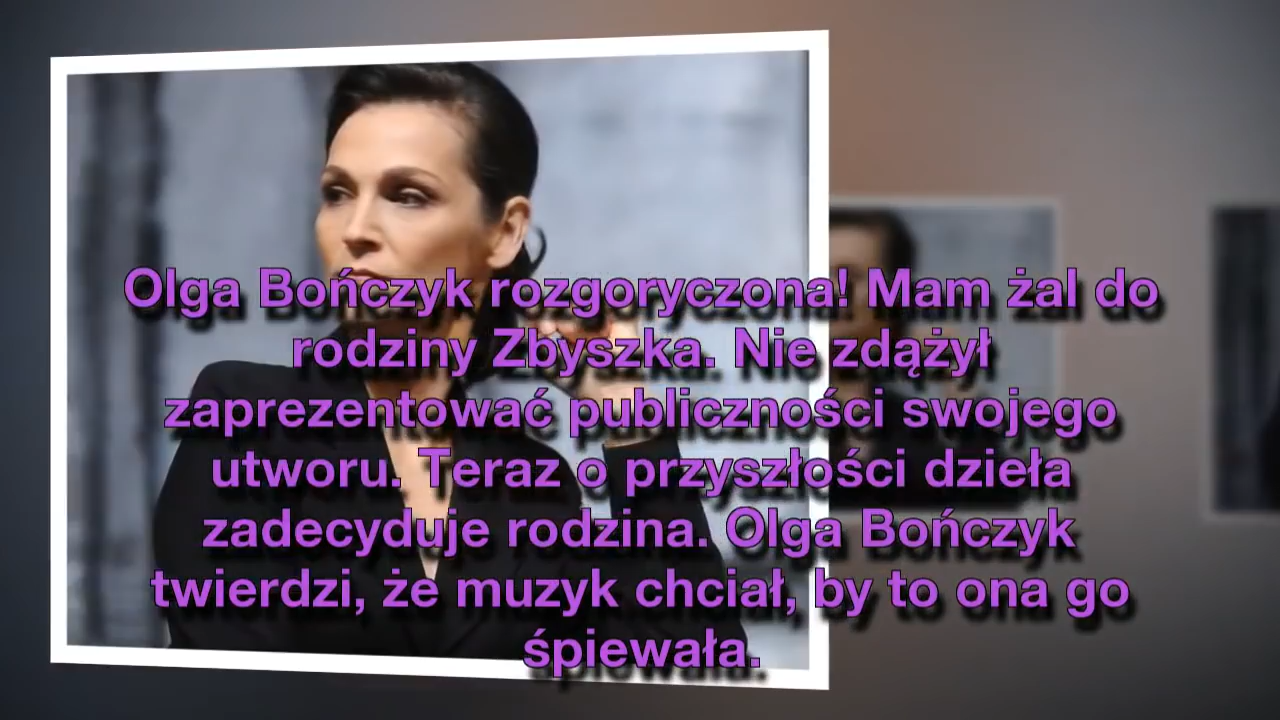 Olga Bończyk rozgoryczona! Mam żal do
rodziny Zbyszka. Nie zdążył
zaprezentować publiczności swojego
utworu. Teraz o przyszłości dzieła
zadecyduje rodzina. Olga Bończyk
twierdzi, że muzyk chciał, by to ona go
śpiewała.